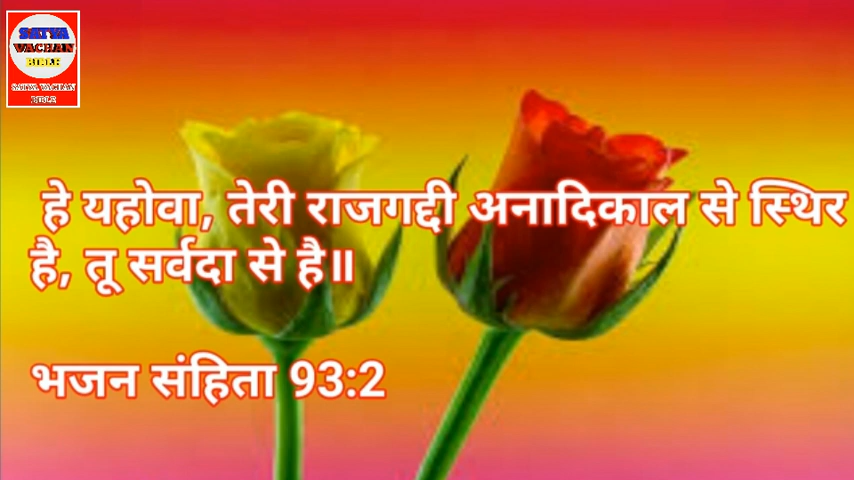 SATYA
VACHAN
BIBLE
SATYA VACHAN
BIBLE
हे यहोवा, तेरी राजगद्दी अनादिकाल से स्थिर
है, तू सर्वदा से है॥
भजन संहिता 93:2